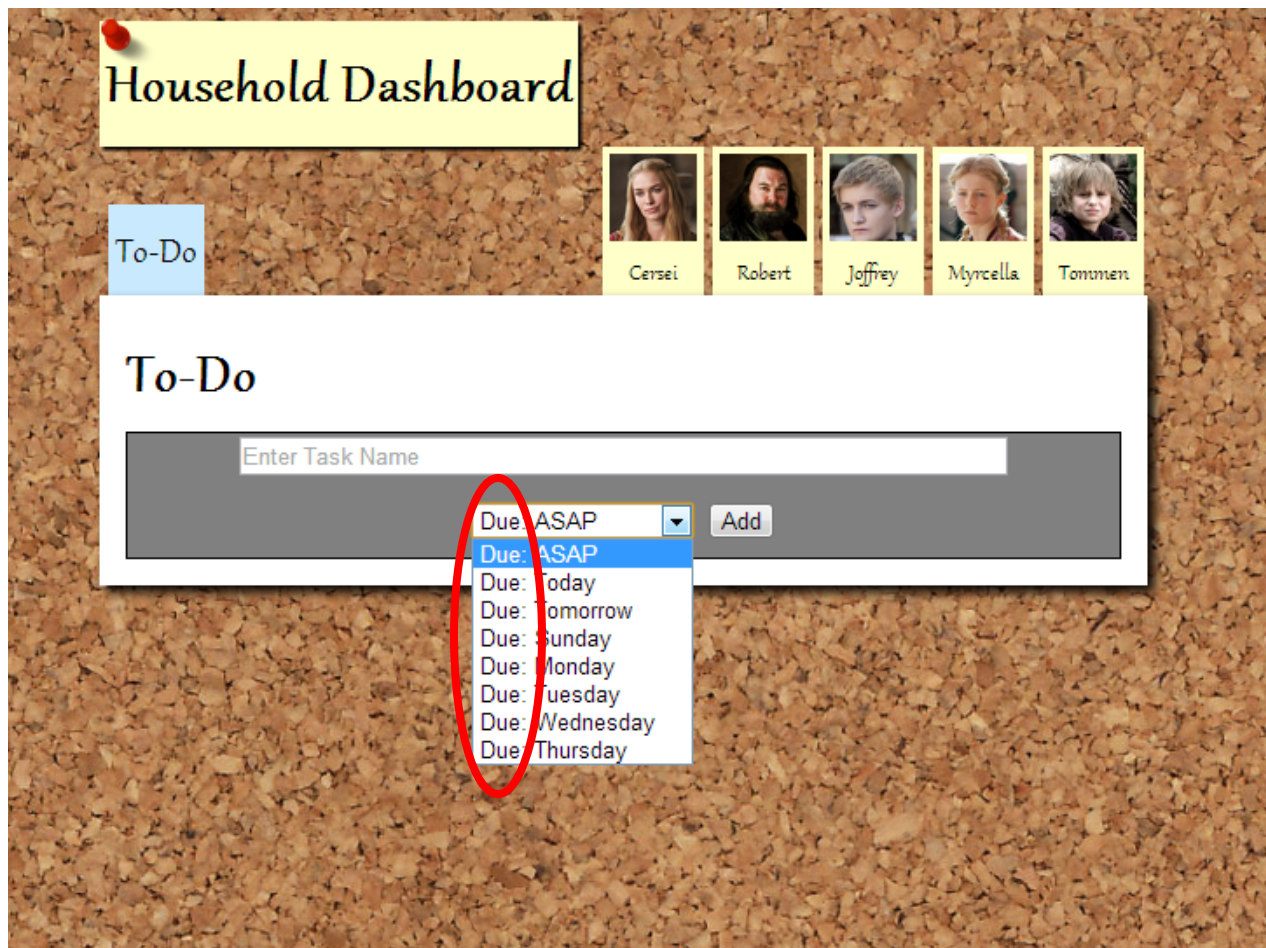 Household Dashboard
To-Do
Cersei
Robert
Joffrey
Myrcella
Tommen
To-Do
Enter Task Name
Due: ASAP
Add
Due: ASAP
Due: Today
Due: Tomorrow
Due: Sunday
Due: Monday
Due: Tuesday
Due: Wednesday
Due: Thursday